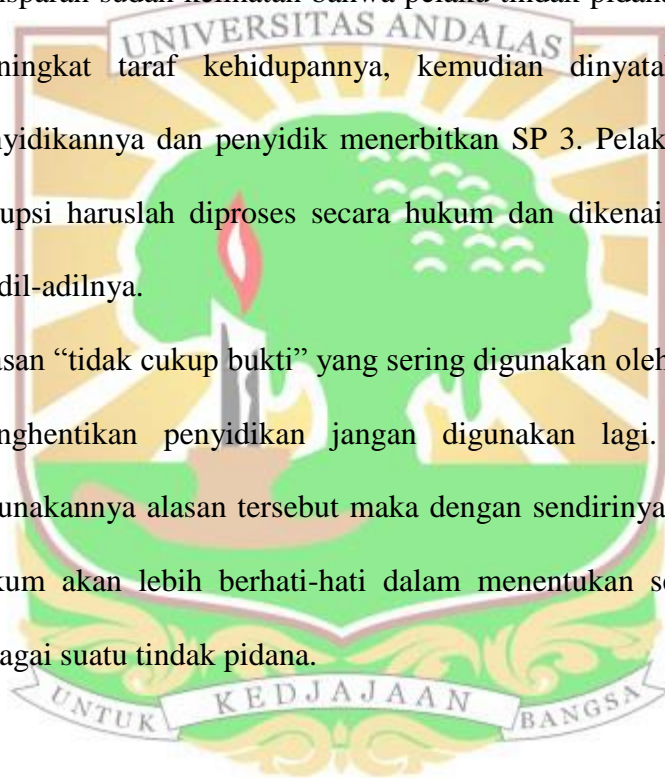 sparan sudah kelihatan bahwa pelaku tindak pidana
UNIVERSITAS ANDALAS
ningkat taraf kehidupannya, kemudian dinyata
nyidikannya dan penyidik menerbitkan SP 3. Pelak
upsi haruslah diproses secara hukum dan dikenai
dil-adilnya.
asan “tidak cukup bukti” yang sering digunakan oleh
nghentikan penyidikan jangan digunakan lagi.
unakannya alasan tersebut maka dengan sendirinya
kum akan lebih berhati-hati dalam menentukan se
agai suatu tindak pidana.
UNTUK KEDJAJAAN BANGSA